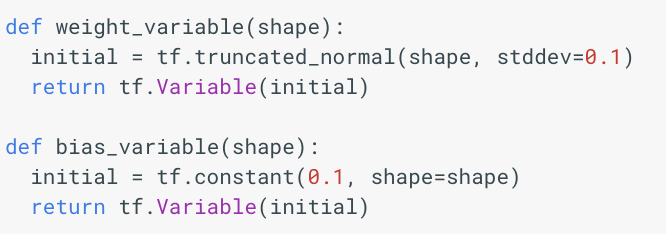 def weight_variable(shape):
  initial = tf.truncated_normal(shape, stddev=0.1)
  return tf.Variable(initial)

def bias_variable(shape):
  initial = tf.constant(0.1, shape=shape)
  return tf.Variable(initial)